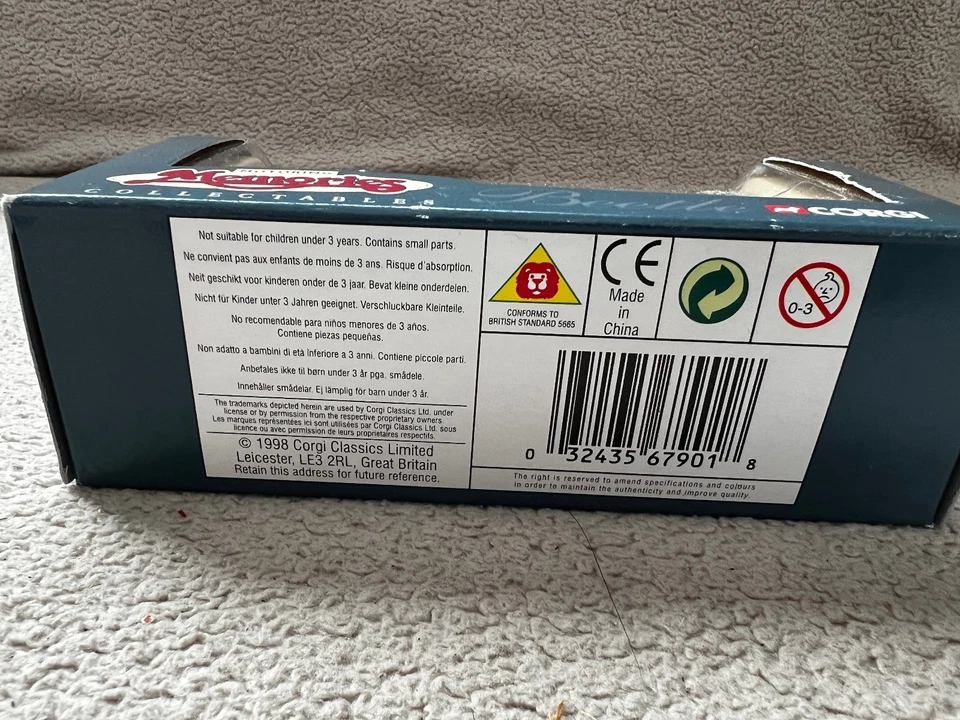 MOTORING
Memories
COLLECTABLES
Beetle
CORGI
Not suitable for children under 3 years. Contains small parts.
Ne convient pas aux enfants de moins de 3 ans. Risque d'absorption.
Neit geschikt voor kinderen onder de 3 jaar. Bevat kleine onderdelen.
Nicht für Kinder unter 3 Jahren geeignet. Verschluckbare Kleinteile.
No recomendable para niños menores de 3 años.
Contiene piezas pequeñas.
Non adatto a bambini di età Inferiore a 3 anni. Contiene piccole parti.
Anbefales ikke til børn under 3 år pga. smådele.
Innehåller smådelar. Ej lämplig för barn under 3 år.
The trademarks depicted herein are used by Corgi Classics Ltd. under
license or by permission from the respective proprietary owners.
Les marques représentées ici sont utilisées par Corgi Classics Ltd. sous
licence ou avec permission de leurs propriétaires respectifs.
© 1998 Corgi Classics Limited
Leicester, LE3 2RL, Great Britain
Retain this address for future reference.
CONFORMS TO
BRITISH STANDARD 5665
CE
Made
in
China
0-3
0 32435 67901 8
The right is reserved to amend specifications and colours
in order to maintain the authenticity and improve quality.